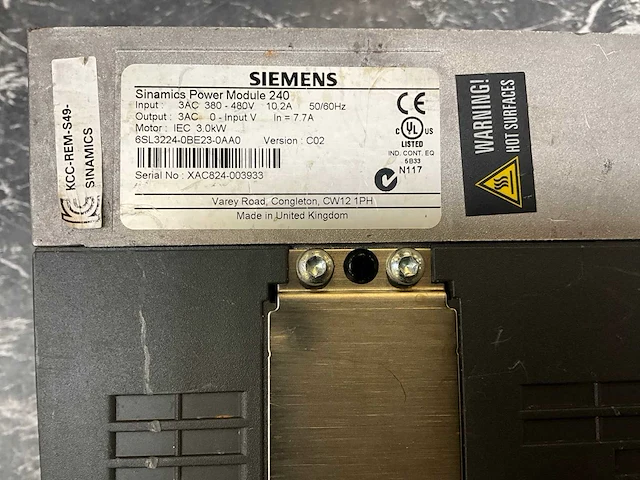 SIEMENS
Sinamics Power Module 240
Input : 3AC 380 - 480V 10,2A 50/60Hz
Output : 3AC 0 - Input V In = 7.7A
Motor : IEC 3.0kW
6SL3224-0BE23-0AA0 Version : C02
Serial No : XAC824-003933
Varey Road, Congleton, CW12 1PH
Made in United Kingdom
CE
C UL US
LISTED
IND. CONT. EQ
5B33
N117
KCC-REM-S49-
SINAMICS
WARNING!
HOT SURFACES